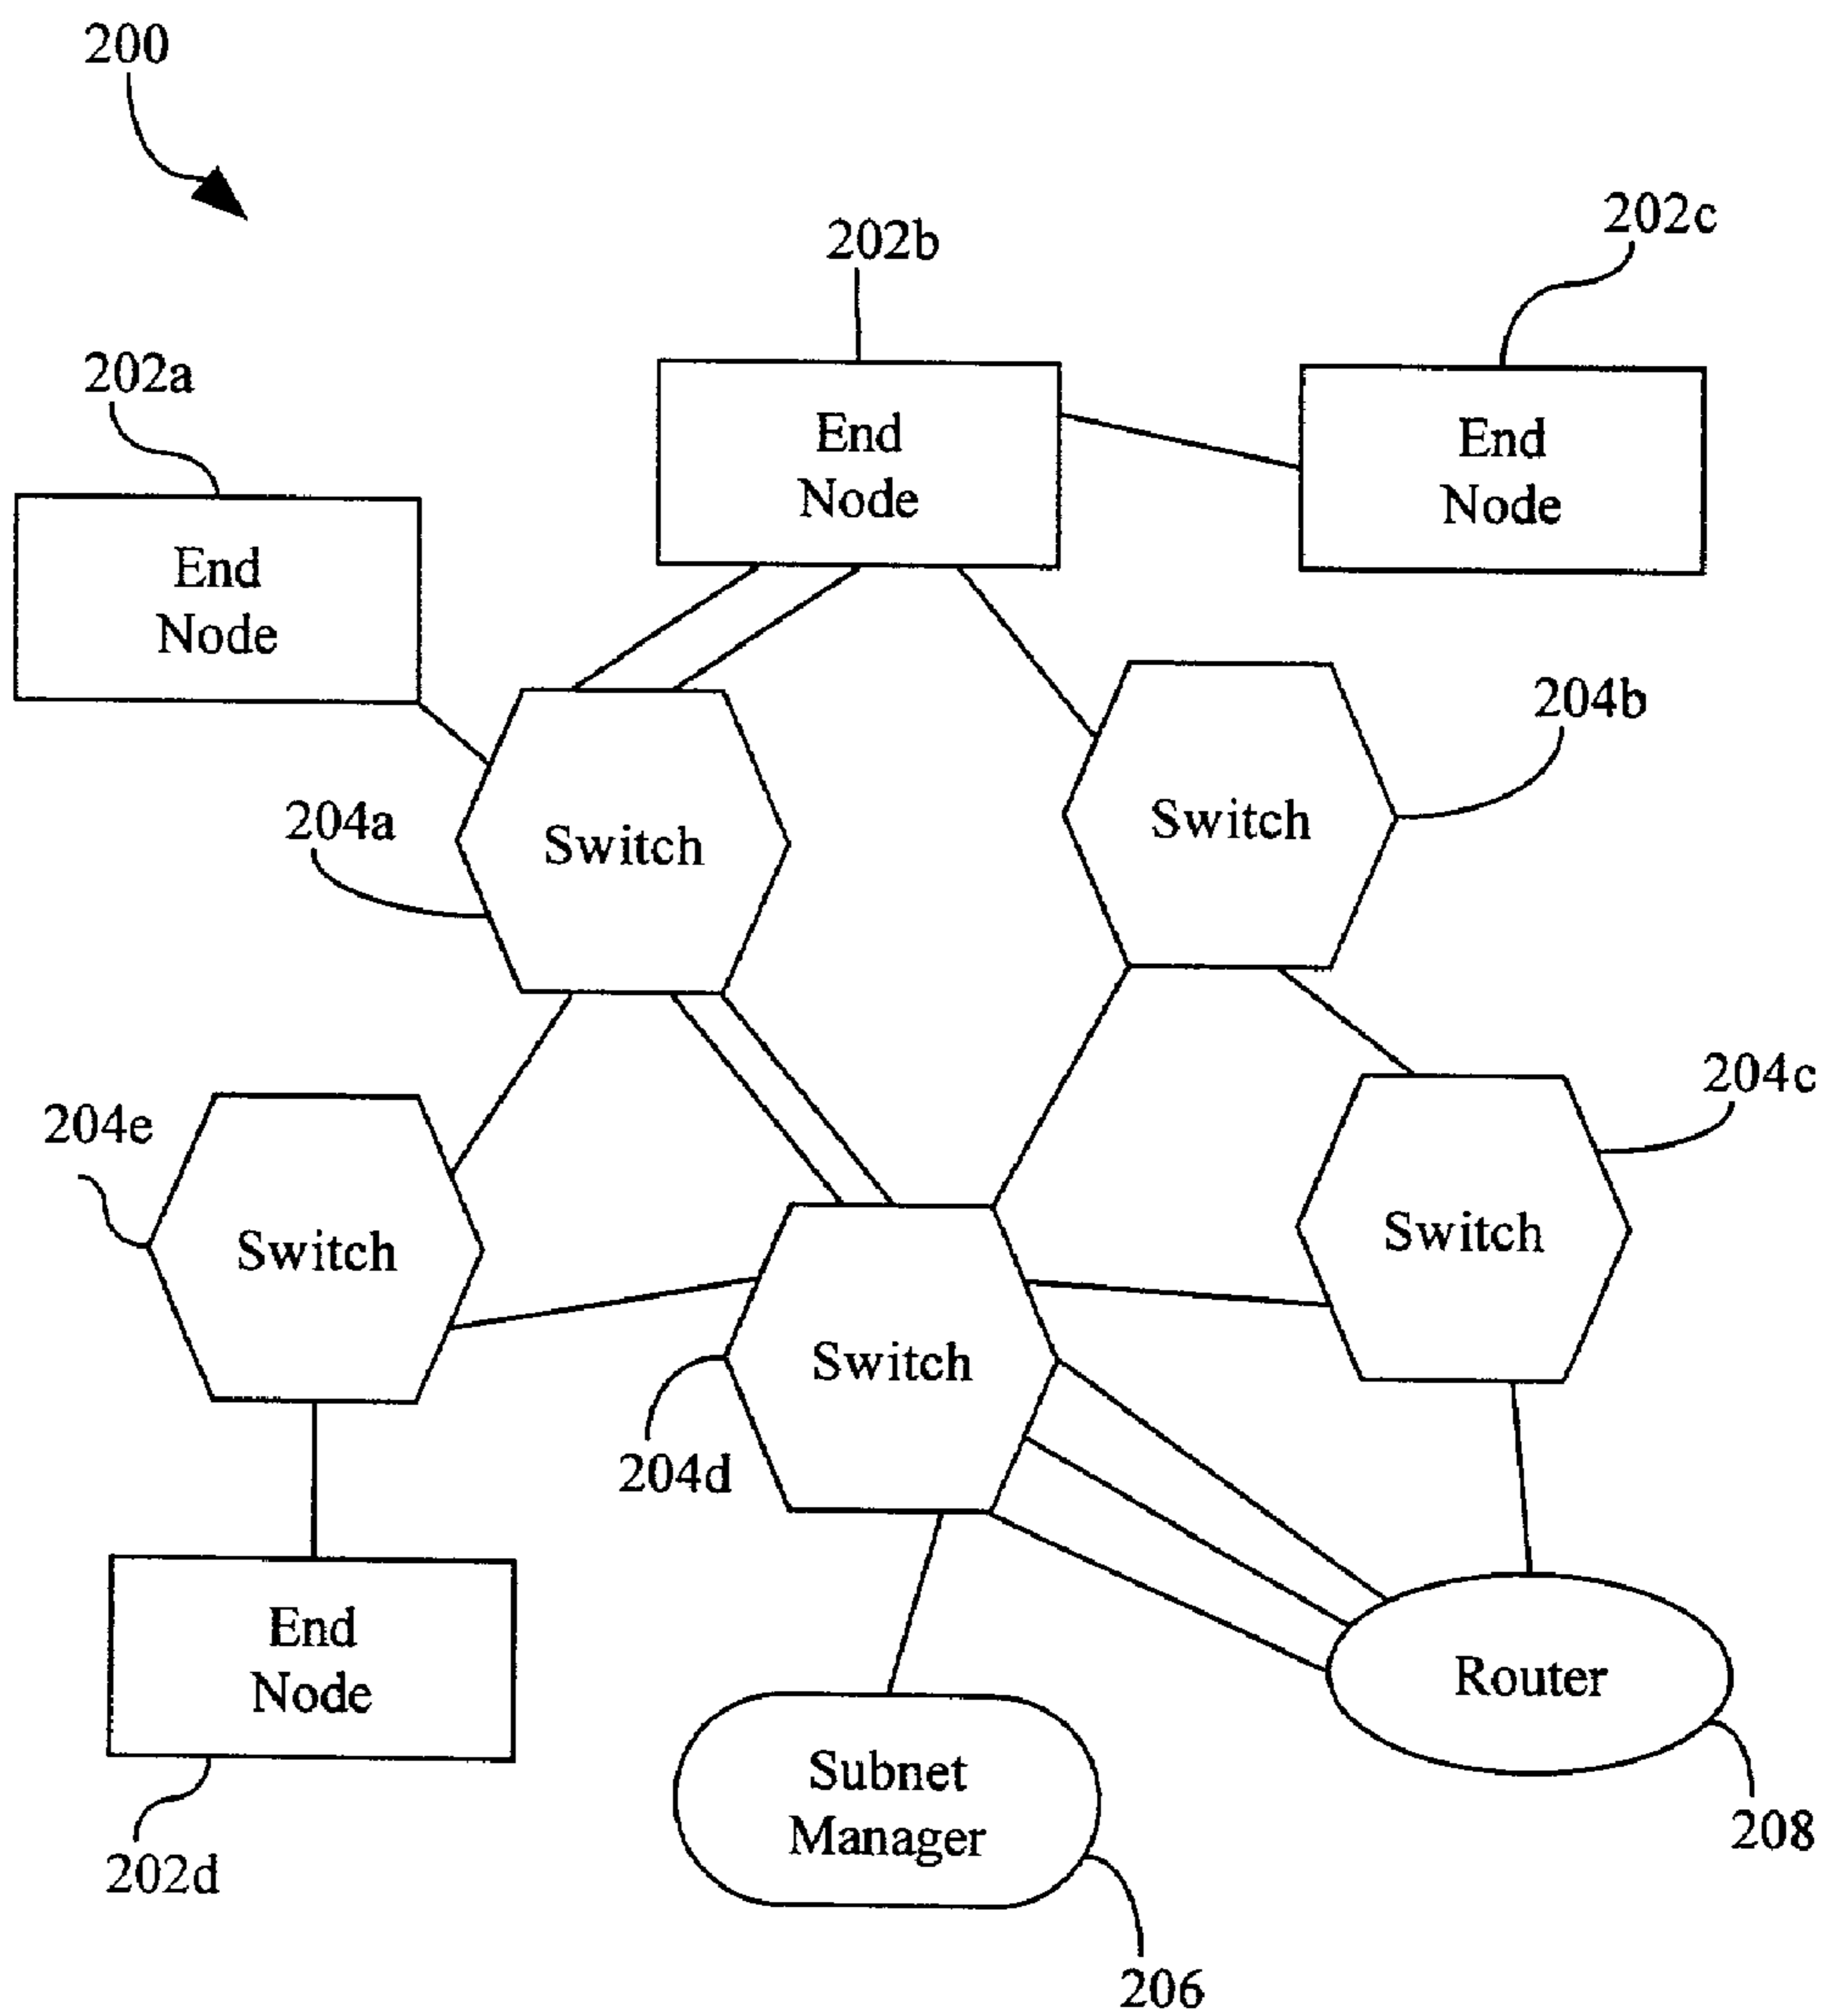 200
202b
202c
202a
End
Node
End
Node
End
Node
204b
204a
Switch
Switch
204c
204e
Switch
Switch
Switch
204d
End
Node
Router
Subnet
Manager
208
202d
206